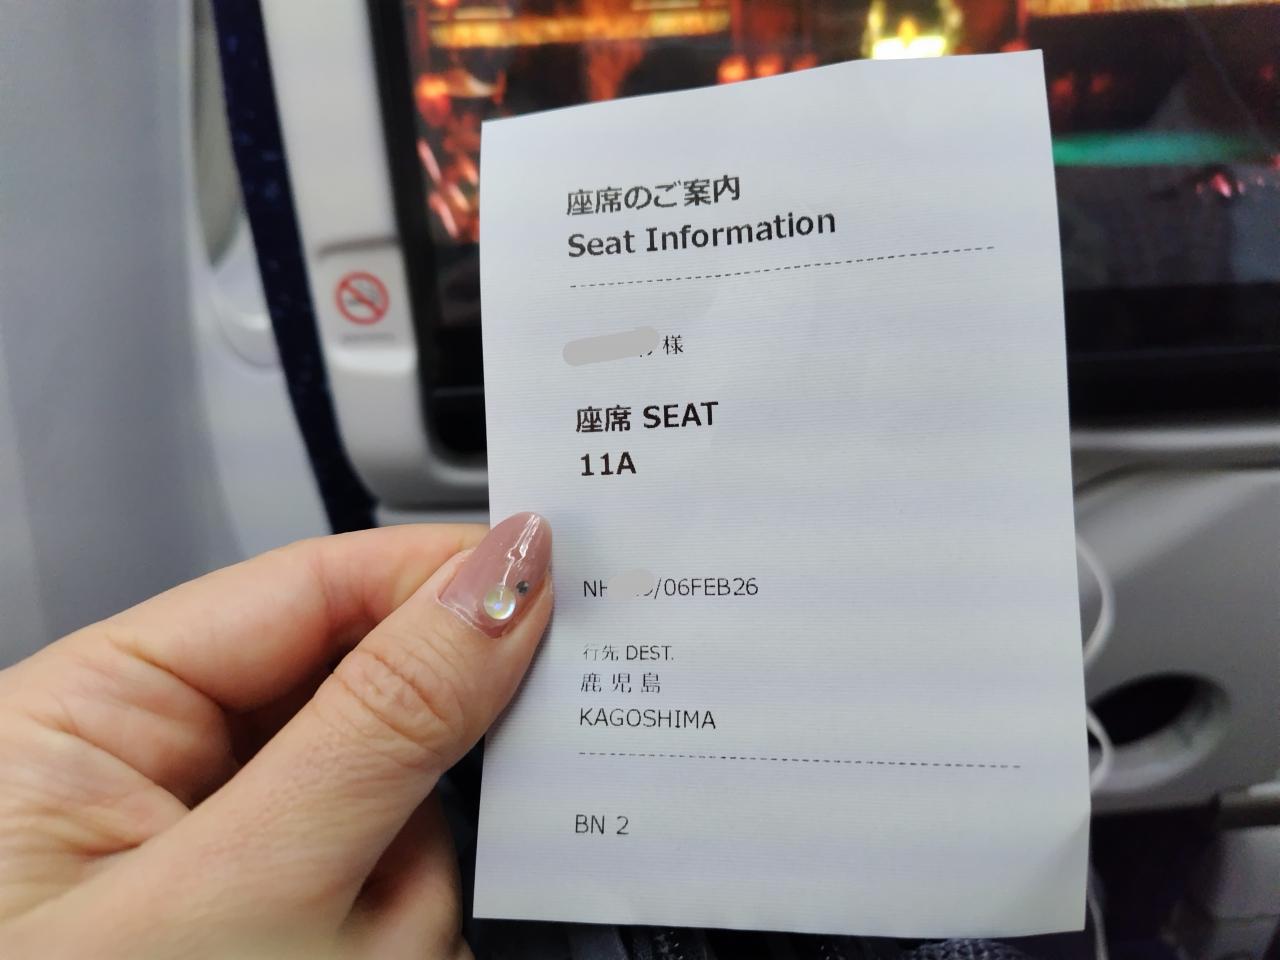 座席のご案内
Seat Information
様
座席 SEAT
11A
/06FEB26
行先 DEST.
鹿児島
KAGOSHIMA
BN 2